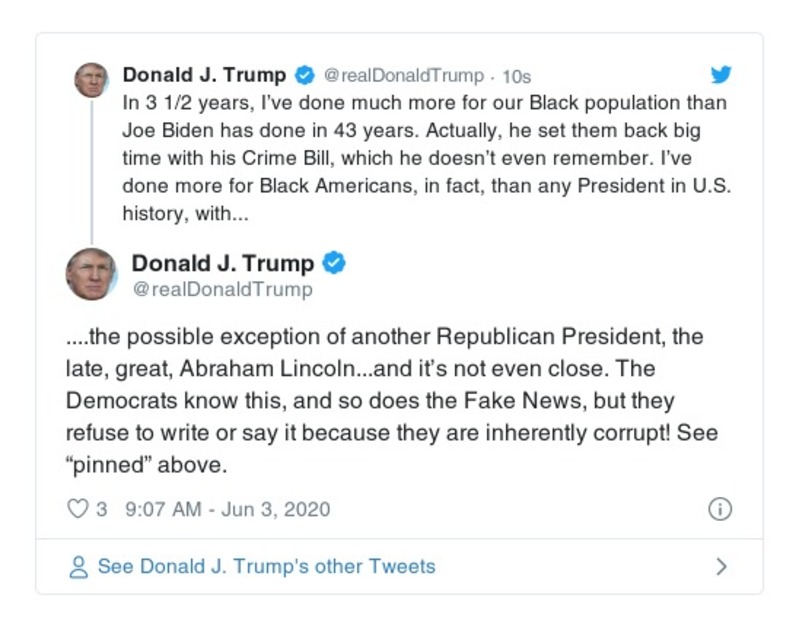 Donald J. Trump @realDonaldTrump · 10s
In 3 1/2 years, I’ve done much more for our Black population than
Joe Biden has done in 43 years. Actually, he set them back big
time with his Crime Bill, which he doesn’t even remember. I’ve
done more for Black Americans, in fact, than any President in U.S.
history, with...
Donald J. Trump
@realDonaldTrump
....the possible exception of another Republican President, the
late, great, Abraham Lincoln...and it’s not even close. The
Democrats know this, and so does the Fake News, but they
refuse to write or say it because they are inherently corrupt! See
“pinned” above.
3 9:07 AM - Jun 3, 2020
See Donald J. Trump's other Tweets